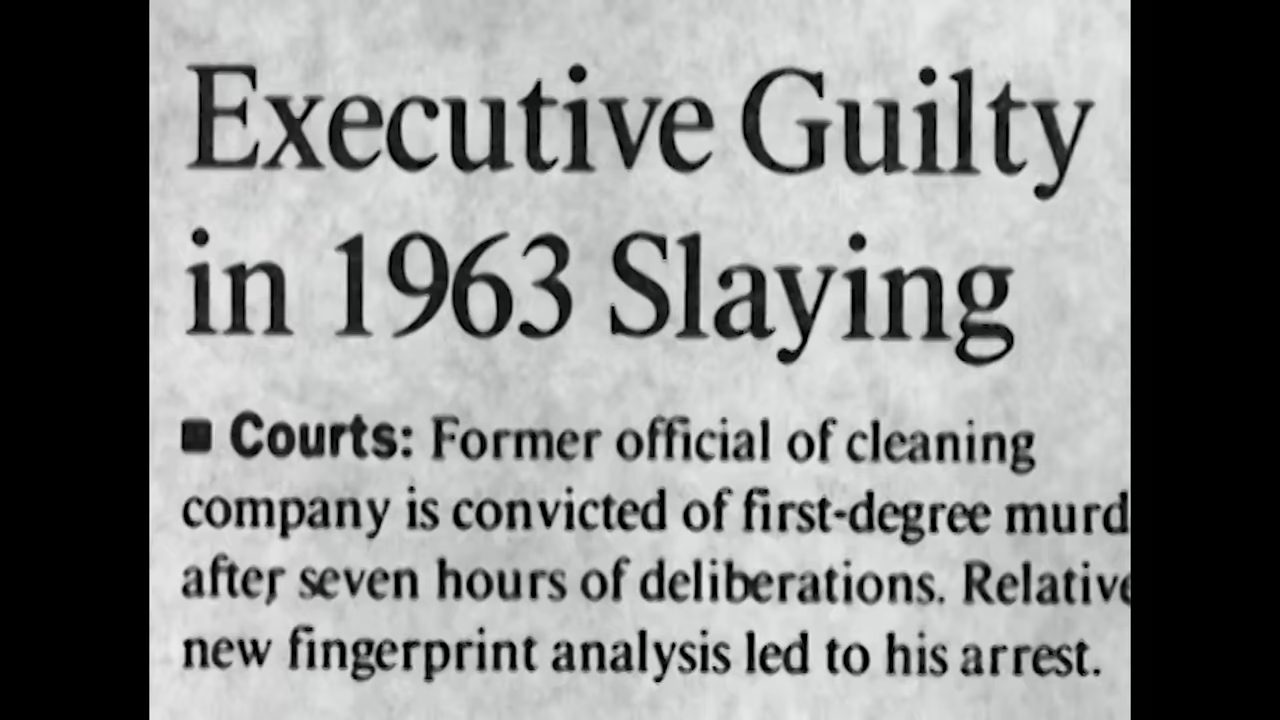 Executive Guilty
in 1963 Slaying
■ Courts: Former official of cleaning
company is convicted of first-degree murd
after seven hours of deliberations. Relative
new fingerprint analysis led to his arrest.